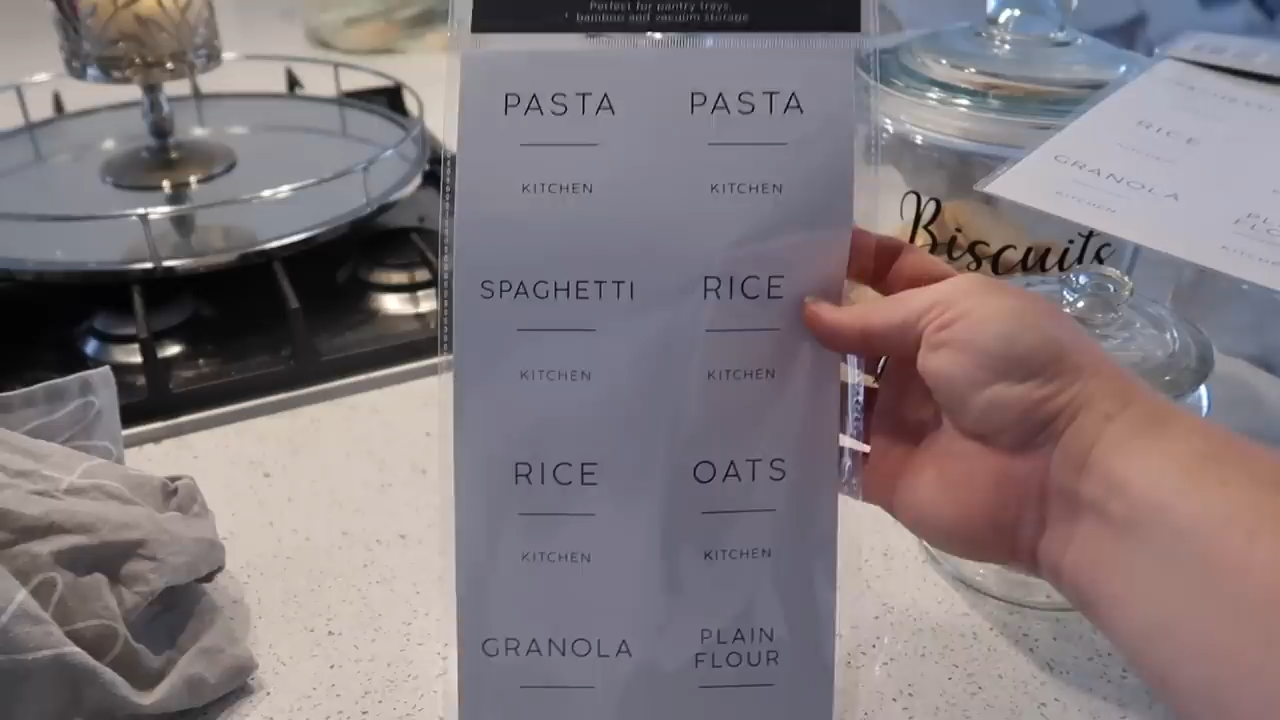 Perfect for pantry trays,
bamboo and vacuum storage
PASTA PASTA
KITCHEN KITCHEN
SPAGHETTI RICE
KITCHEN KITCHEN
RICE OATS
KITCHEN KITCHEN
GRANOLA PLAIN
FLOUR
Biscuits
RICE
GRANOLA
KITCHEN